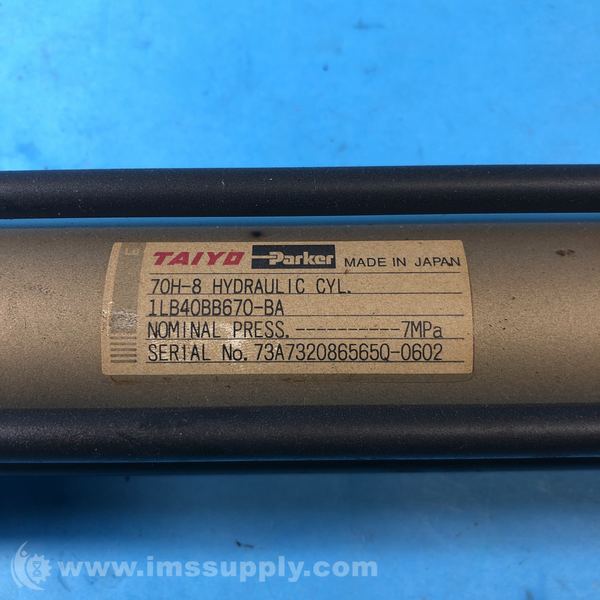 TAIYO Parker MADE IN JAPAN
70H-8 HYDRAULIC CYL.
1LB40BB670-BA
NOMINAL PRESS.----------7MPa
SERIAL No. 73A732086565Q-0602
www.imssupply.com